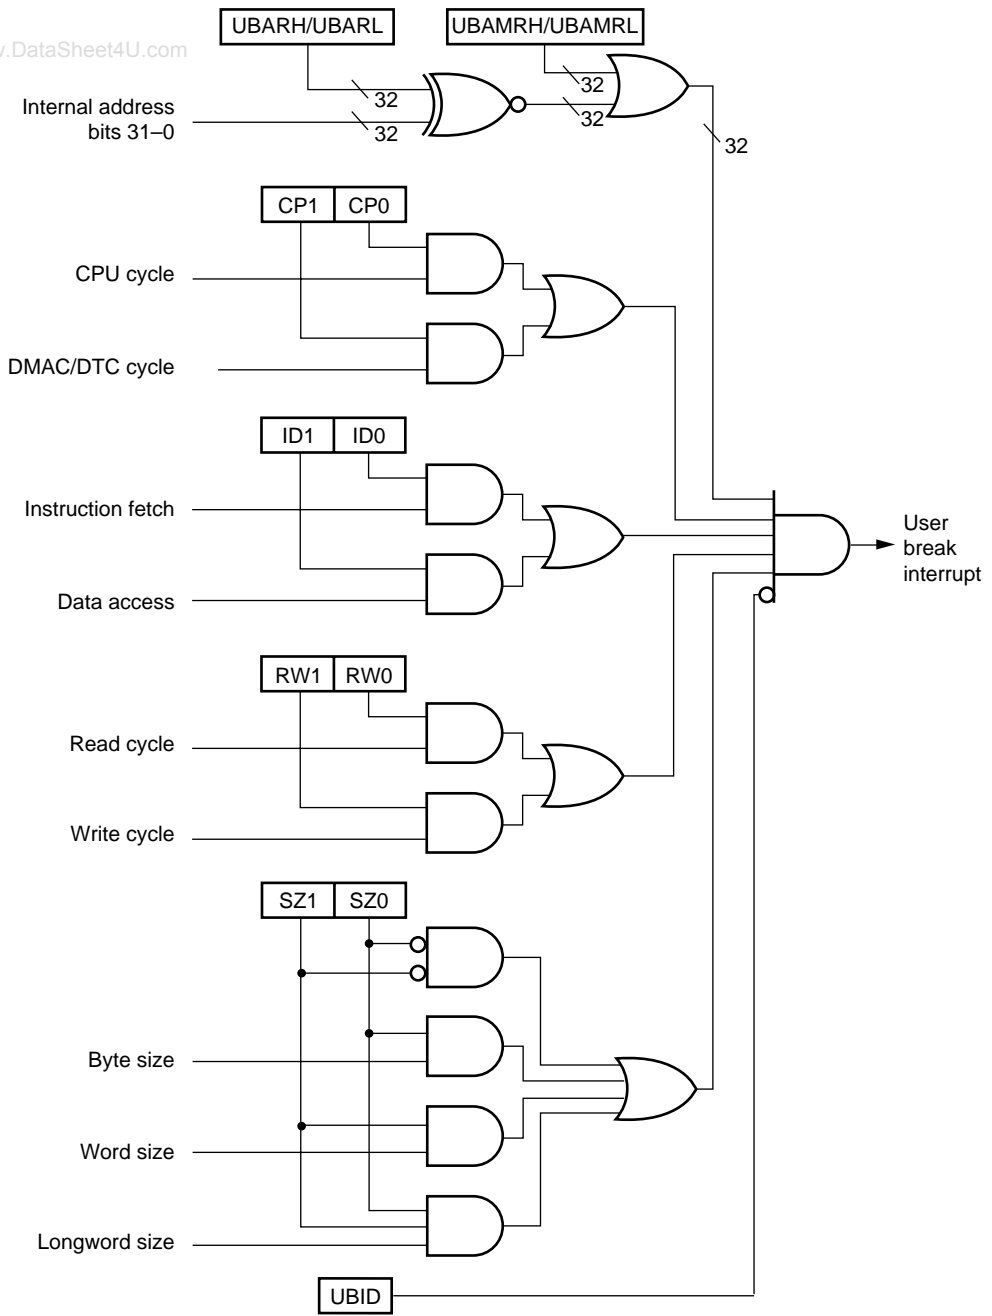 UBARH/UBARL
UBAMRH/UBAMRL
w.DataSheet4U.com
32
32
Internal address
bits 31–0
32
32
32
CP1 CP0
CPU cycle
DMAC/DTC cycle
ID1 ID0
Instruction fetch
User
break
interrupt
Data access
RW1 RW0
Read cycle
Write cycle
SZ1 SZ0
Byte size
Word size
Longword size
UBID